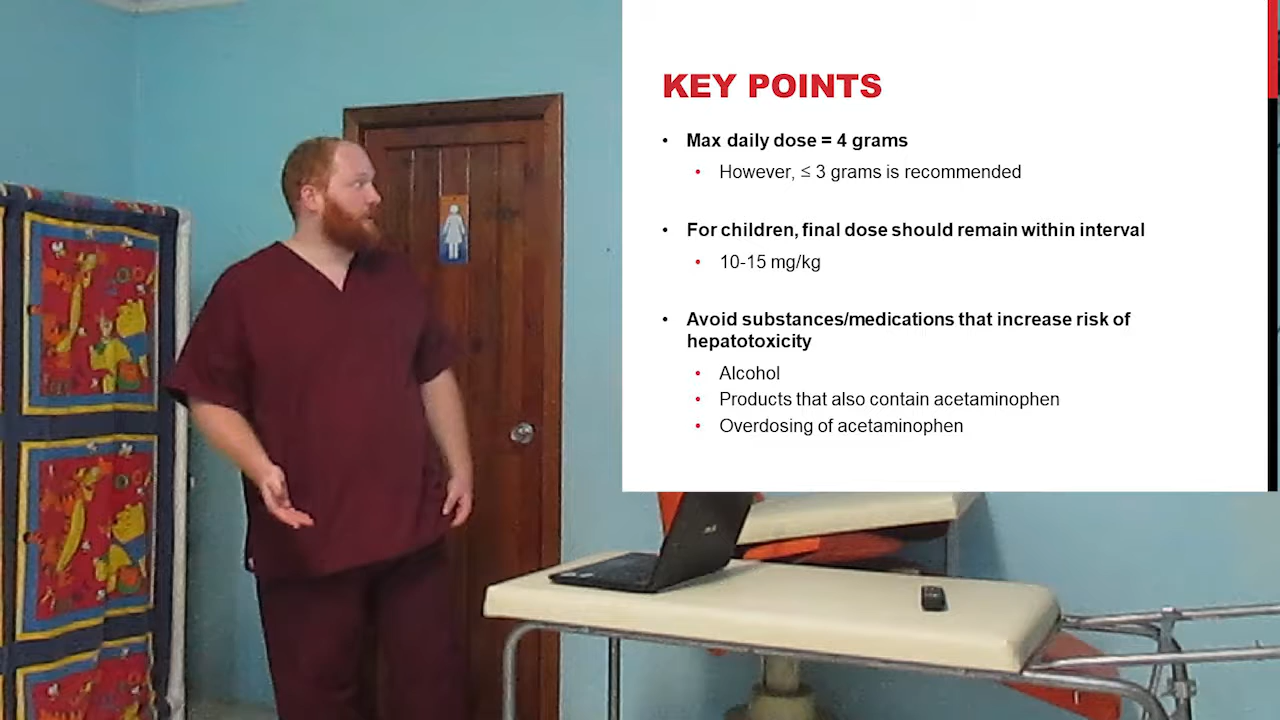 KEY POINTS
• Max daily dose = 4 grams
• However, ≤ 3 grams is recommended
• For children, final dose should remain within interval
• 10-15 mg/kg
• Avoid substances/medications that increase risk of
hepatotoxicity
• Alcohol
• Products that also contain acetaminophen
• Overdosing of acetaminophen